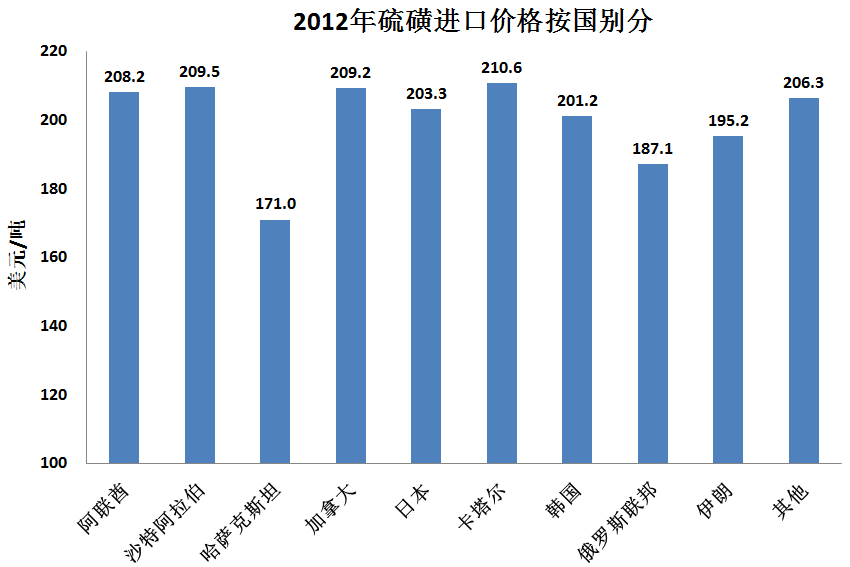 2012年硫磺进口价格按国别分
美元/吨
220
200
180
160
140
120
100
208.2
209.5
171.0
209.2
203.3
210.6
201.2
187.1
195.2
206.3
阿联酋
沙特阿拉伯
哈萨克斯坦
加拿大
日本
卡塔尔
韩国
俄罗斯联邦
伊朗
其他